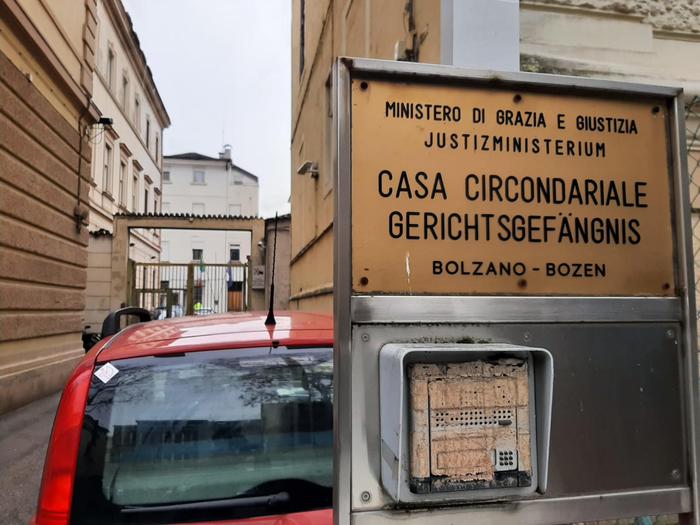 MINISTERO DI GRAZIA E GIUSTIZIA
JUSTIZMINISTERIUM
CASA CIRCONDARIALE
GERICHTSGEFÄNGNIS
BOLZANO - BOZEN